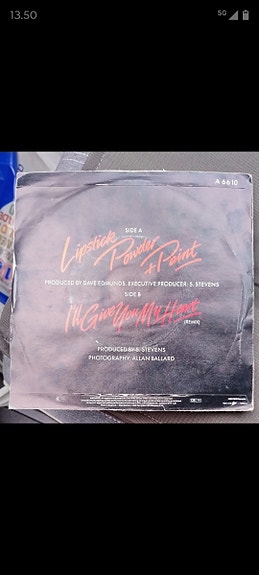 13.50
5G
A 6610
SIDE A
Lipstick
Powder
+ Paint
PRODUCED BY DAVE EDMUNDS. EXECUTIVE PRODUCER: S. STEVENS
SIDE B
I'll Give You My Heart
(REMIX)
PRODUCED BY S. STEVENS
PHOTOGRAPHY: ALLAN BALLARD